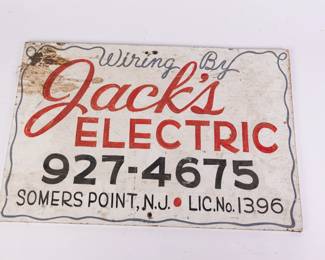 Wiring By
Jack's
ELECTRIC
927-4675
SOMERS POINT, N.J. • LIC. No. 1396